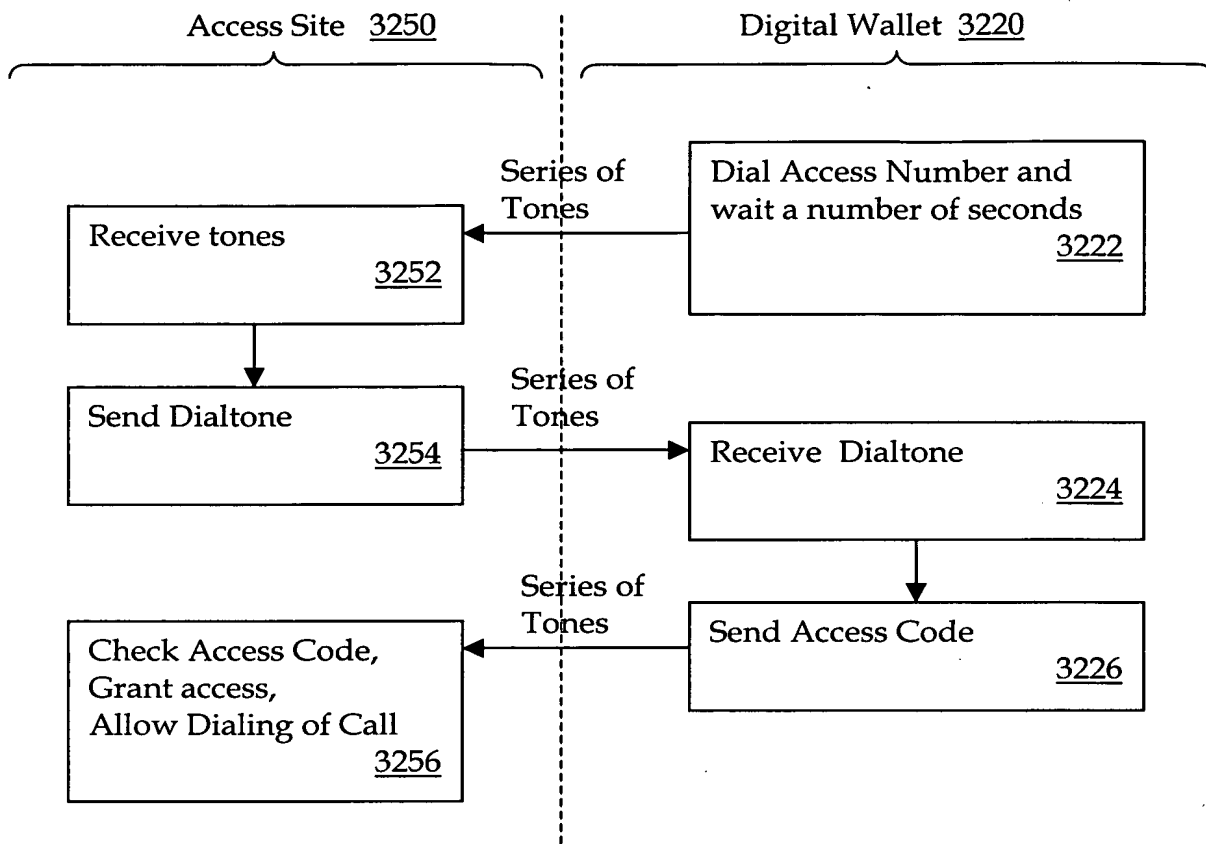 Access Site 3250
Digital Wallet 3220
Series of
Tones
Dial Access Number and
wait a number of seconds
3222
Receive tones
3252
Send Dialtone
3254
Series of
Tones
Receive Dialtone
3224
Series of
Tones
Send Access Code
3226
Check Access Code,
Grant access,
Allow Dialing of Call
3256